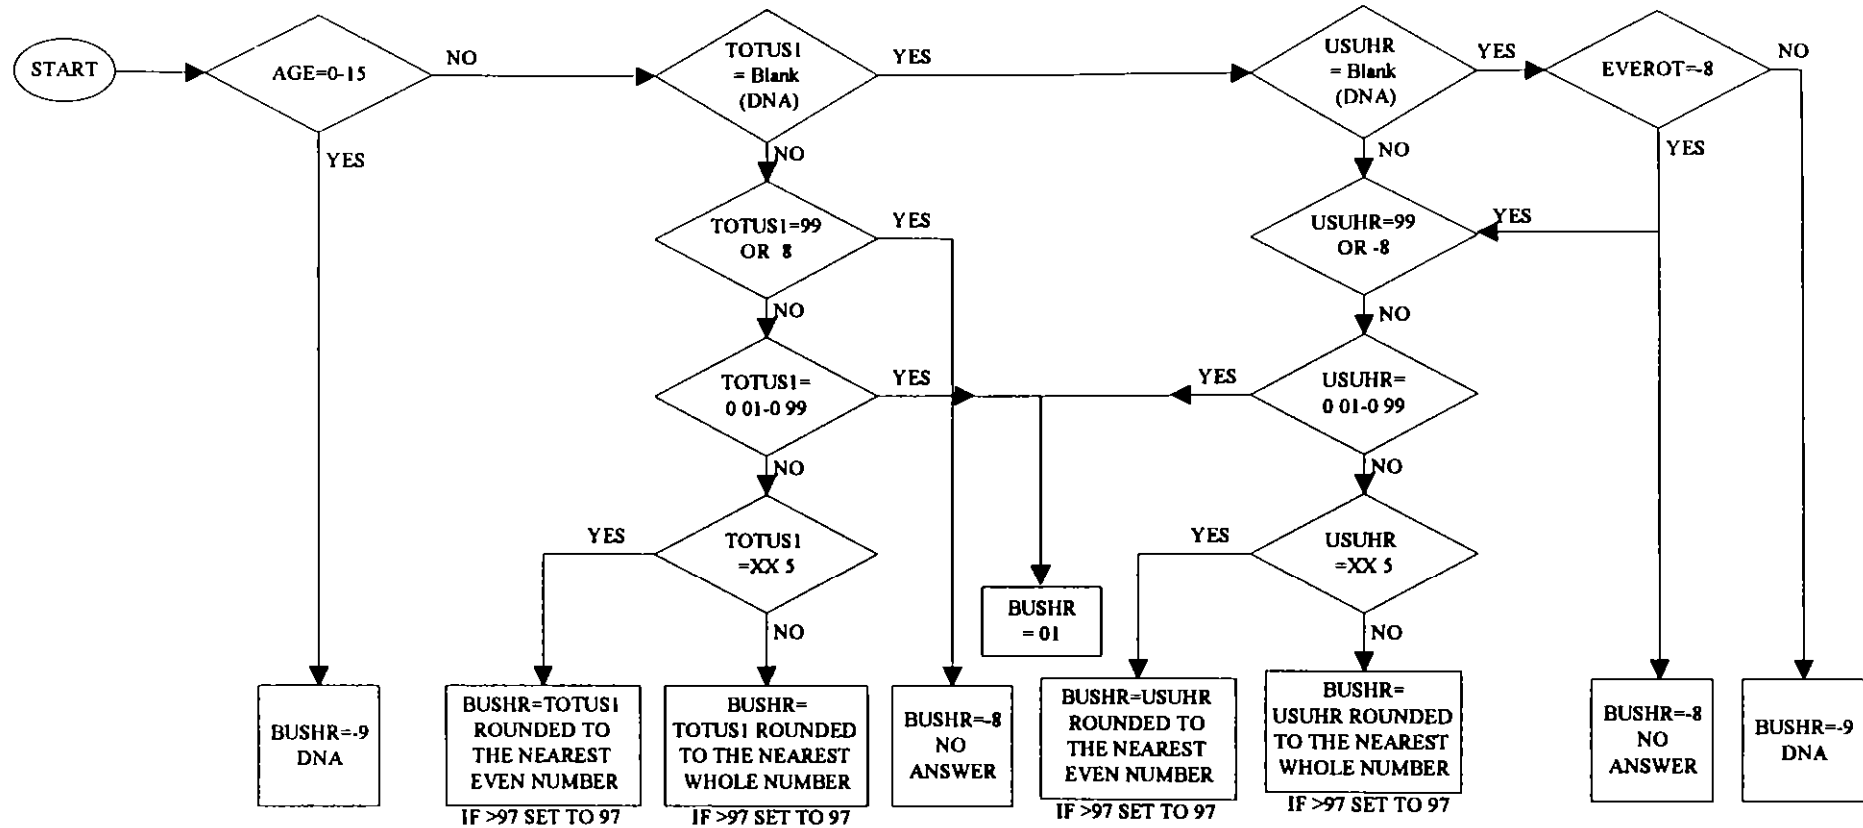 START
AGE=0-15
NO
YES
TOTUS1
= Blank
(DNA)
YES
NO
USUHR
= Blank
(DNA)
YES
NO
EVEROT=-8
NO
YES
TOTUS1=99
OR 8
YES
NO
USUHR=99
OR -8
YES
NO
TOTUS1=
0 01-0 99
YES
NO
YES
USUHR=
0 01-0 99
NO
YES
TOTUS1
=XX 5
NO
YES
USUHR
=XX 5
NO
BUSHR
= 01
BUSHR=-9
DNA
BUSHR=TOTUS1
ROUNDED TO
THE NEAREST
EVEN NUMBER
IF >97 SET TO 97
BUSHR=
TOTUS1 ROUNDED
TO THE NEAREST
WHOLE NUMBER
IF >97 SET TO 97
BUSHR=-8
NO
ANSWER
BUSHR=USUHR
ROUNDED TO
THE NEAREST
EVEN NUMBER
IF >97 SET TO 97
BUSHR=
USUHR ROUNDED
TO THE NEAREST
WHOLE NUMBER
IF >97 SET TO 97
BUSHR=-8
NO
ANSWER
BUSHR=-9
DNA